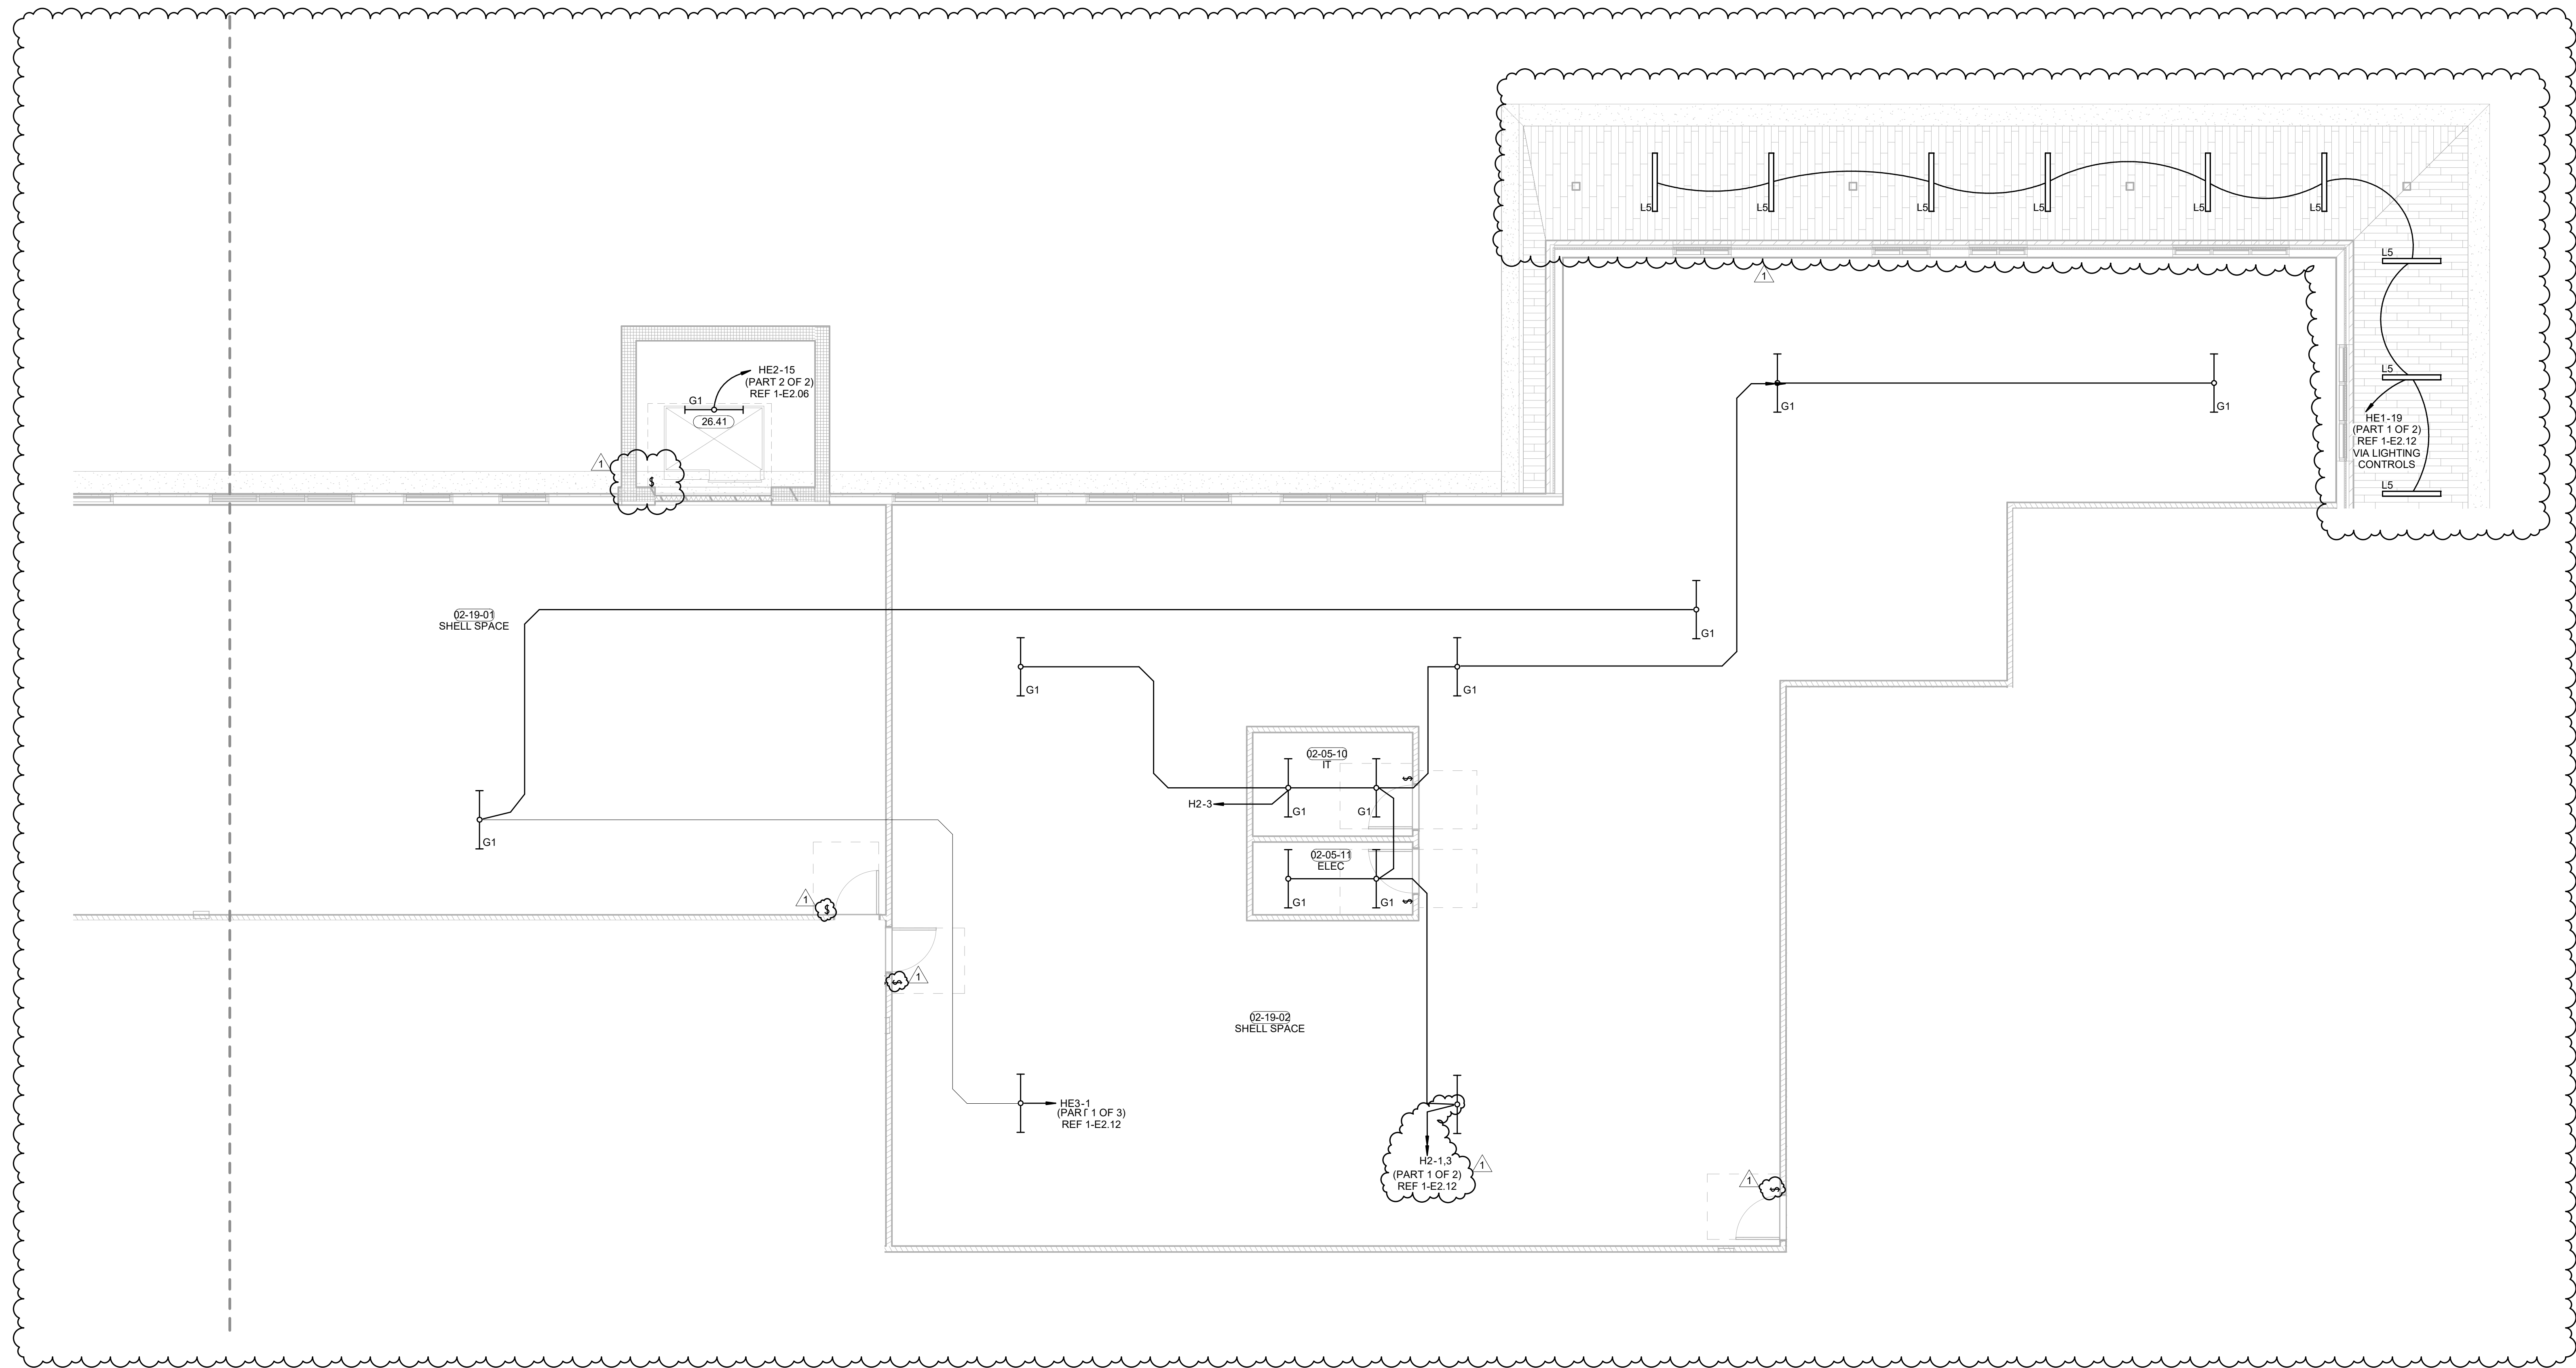 L5
L5
L5
L5
L5
L5
L5
1
HE2-15
(PART 2 OF 2)
REF 1-E2.06
G1
26.41
L5
G1
G1
HE1-19
(PART 1 OF 2)
REF 1-E2.12
VIA LIGHTING
CONTROLS
1
$
L5
02-19-01
SHELL SPACE
G1
G1
G1
02-05-10
IT
$
H2-3
G1
G1
G1
02-05-11
ELEC
G1
G1
$
1
$
$
1
02-19-02
SHELL SPACE
HE3-1
(PART 1 OF 3)
REF 1-E2.12
H2-1,3
(PART 1 OF 2)
REF 1-E2.12
1
1
$